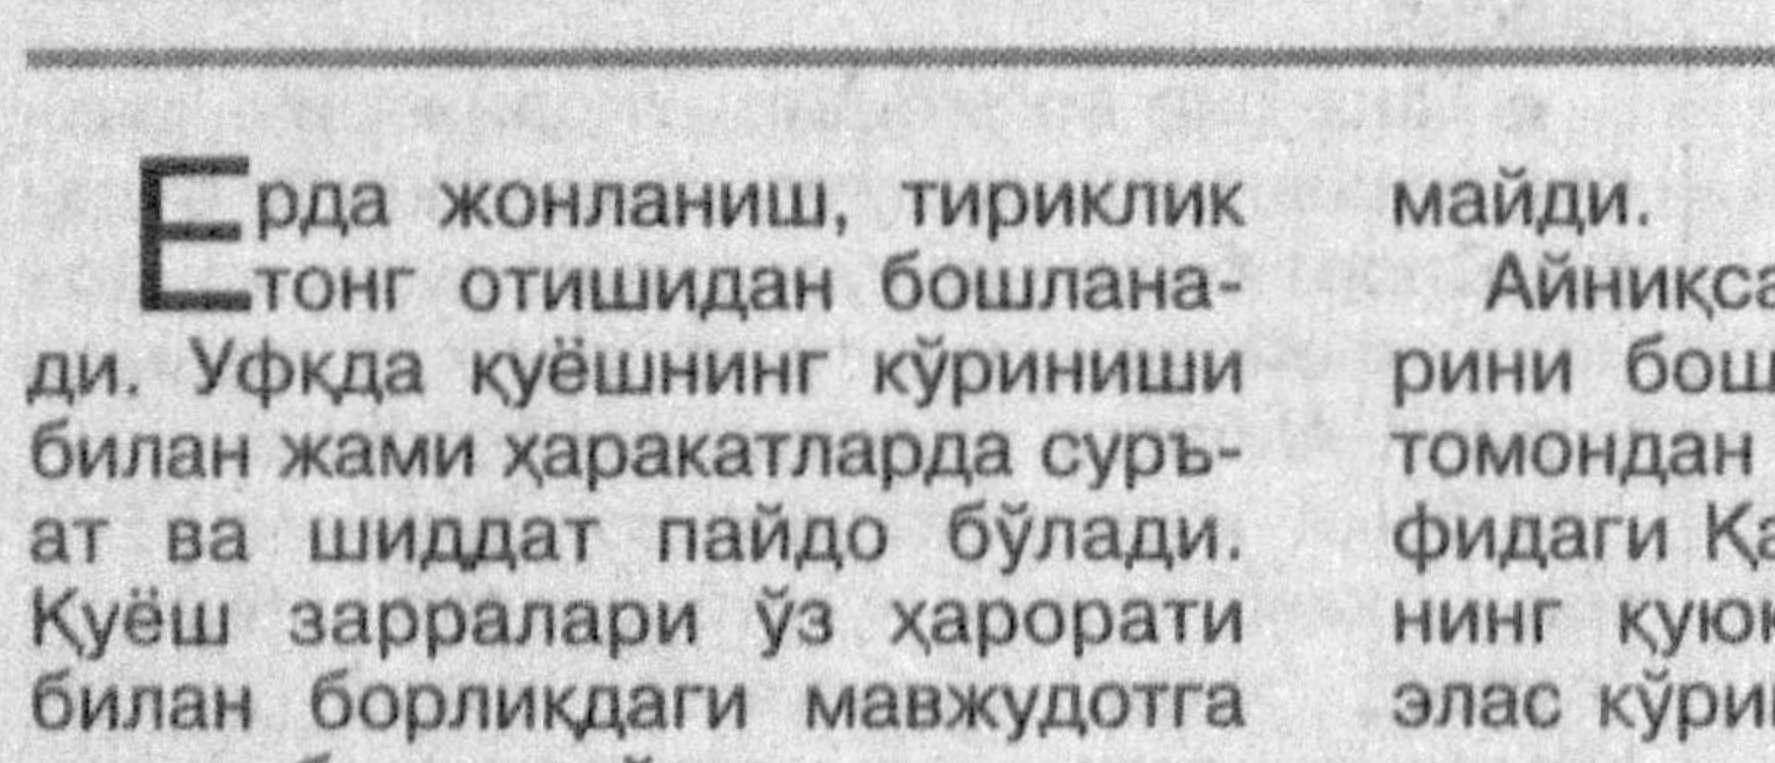 Ерда жонланиш, тириклик
тонг отишидан бошлана-
ди. Уфқда қуёшнинг кўриниши
билан жами ҳаракатларда суръ-
ат ва шиддат пайдо бўлади.
Қуёш зарралари ўз ҳарорати
билан борлиқдаги мавжудотга
майди.
Айниқса
рини
томондан
фидаги
нинг
элас